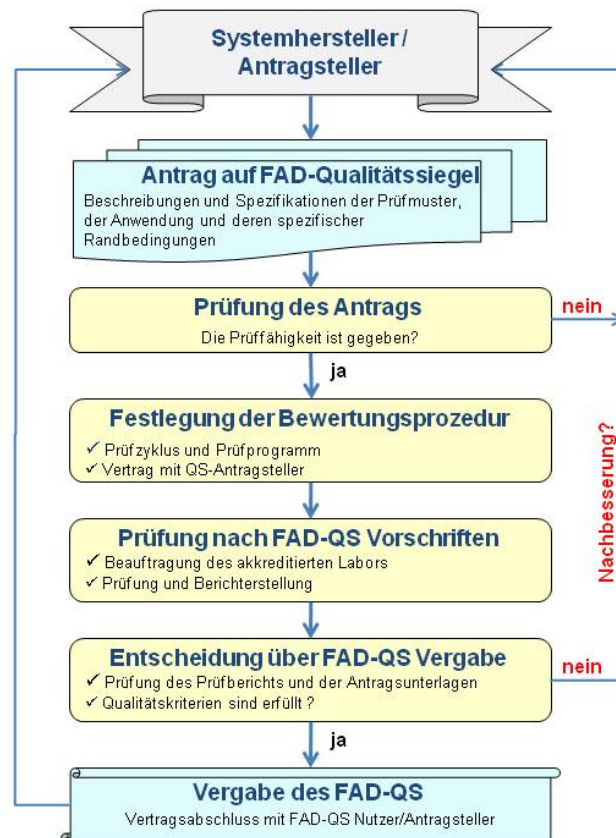 Systemhersteller /
Antragsteller
Antrag auf FAD-Qualitätssiegel
Beschreibungen und Spezifikationen der Prüfmuster,
der Anwendung und deren spezifischer
Randbedingungen
Prüfung des Antrags
Die Prüffähigkeit ist gegeben?
nein
ja
Festlegung der Bewertungsprozedur
✓ Prüfzyklus und Prüfprogramm
✓ Vertrag mit QS-Antragsteller
Nachbesserung?
Prüfung nach FAD-QS Vorschriften
✓ Beauftragung des akkreditierten Labors
✓ Prüfung und Berichterstellung
Entscheidung über FAD-QS Vergabe
✓ Prüfung des Prüfberichts und der Antragsunterlagen
✓ Qualitätskriterien sind erfüllt ?
nein
ja
Vergabe des FAD-QS
Vertragsabschluss mit FAD-QS Nutzer/Antragsteller